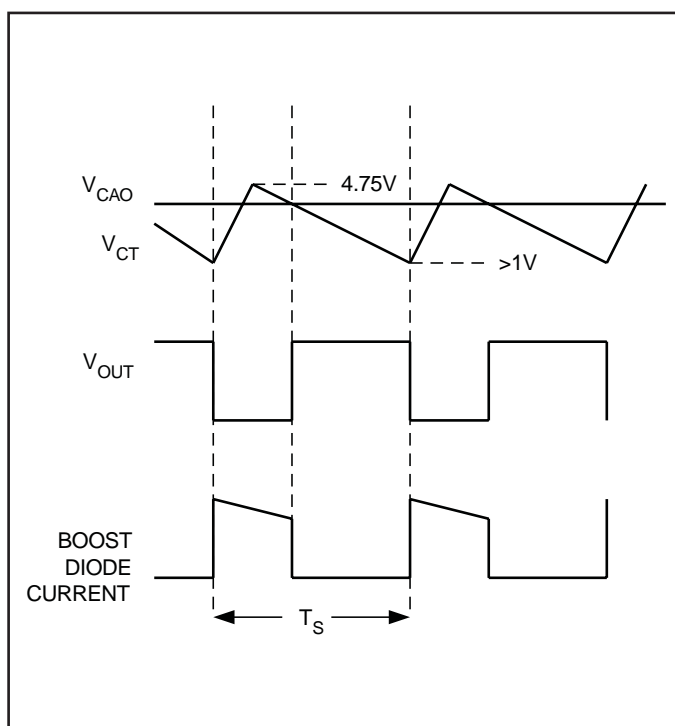 V_CAO
4.75V
V_CT
>1V
V_OUT
BOOST
DIODE
CURRENT
T_S